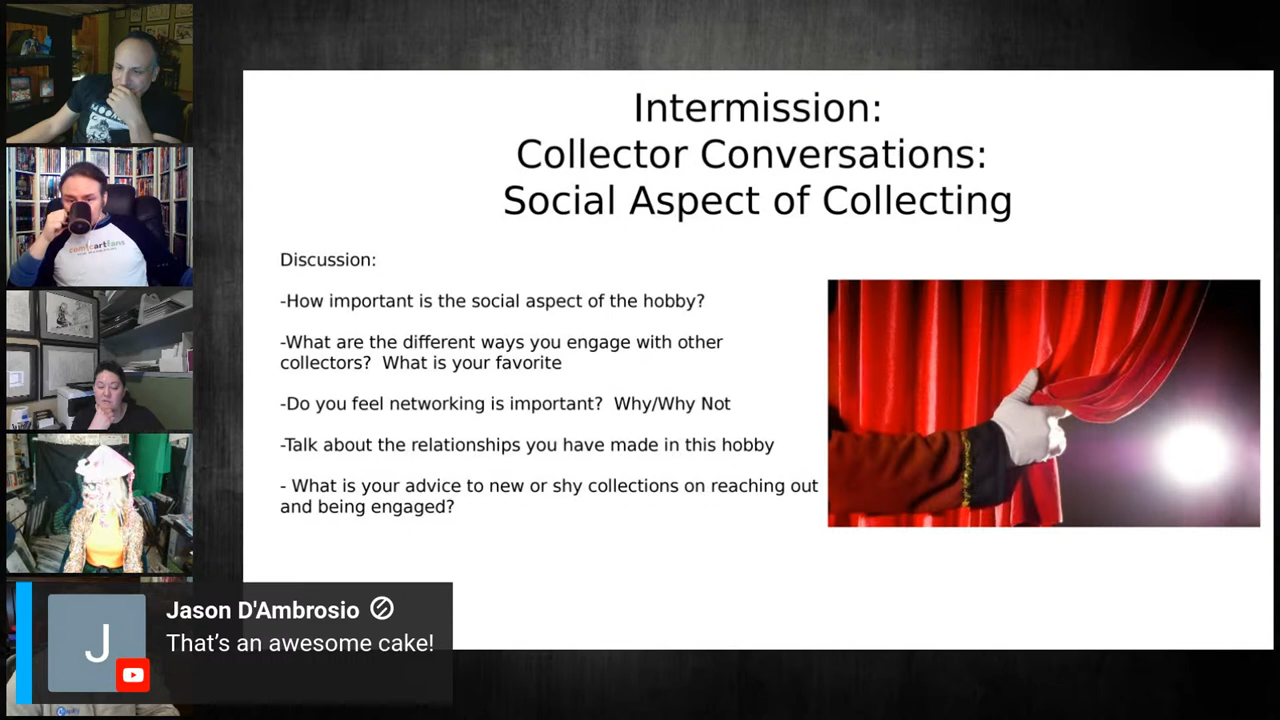 Intermission:
Collector Conversations:
Social Aspect of Collecting
Discussion:
-How important is the social aspect of the hobby?
-What are the different ways you engage with other
collectors?  What is your favorite
-Do you feel networking is important?  Why/Why Not
-Talk about the relationships you have made in this hobby
- What is your advice to new or shy collections on reaching out
and being engaged?
comicartfans
J
Jason D'Ambrosio
That’s an awesome cake!